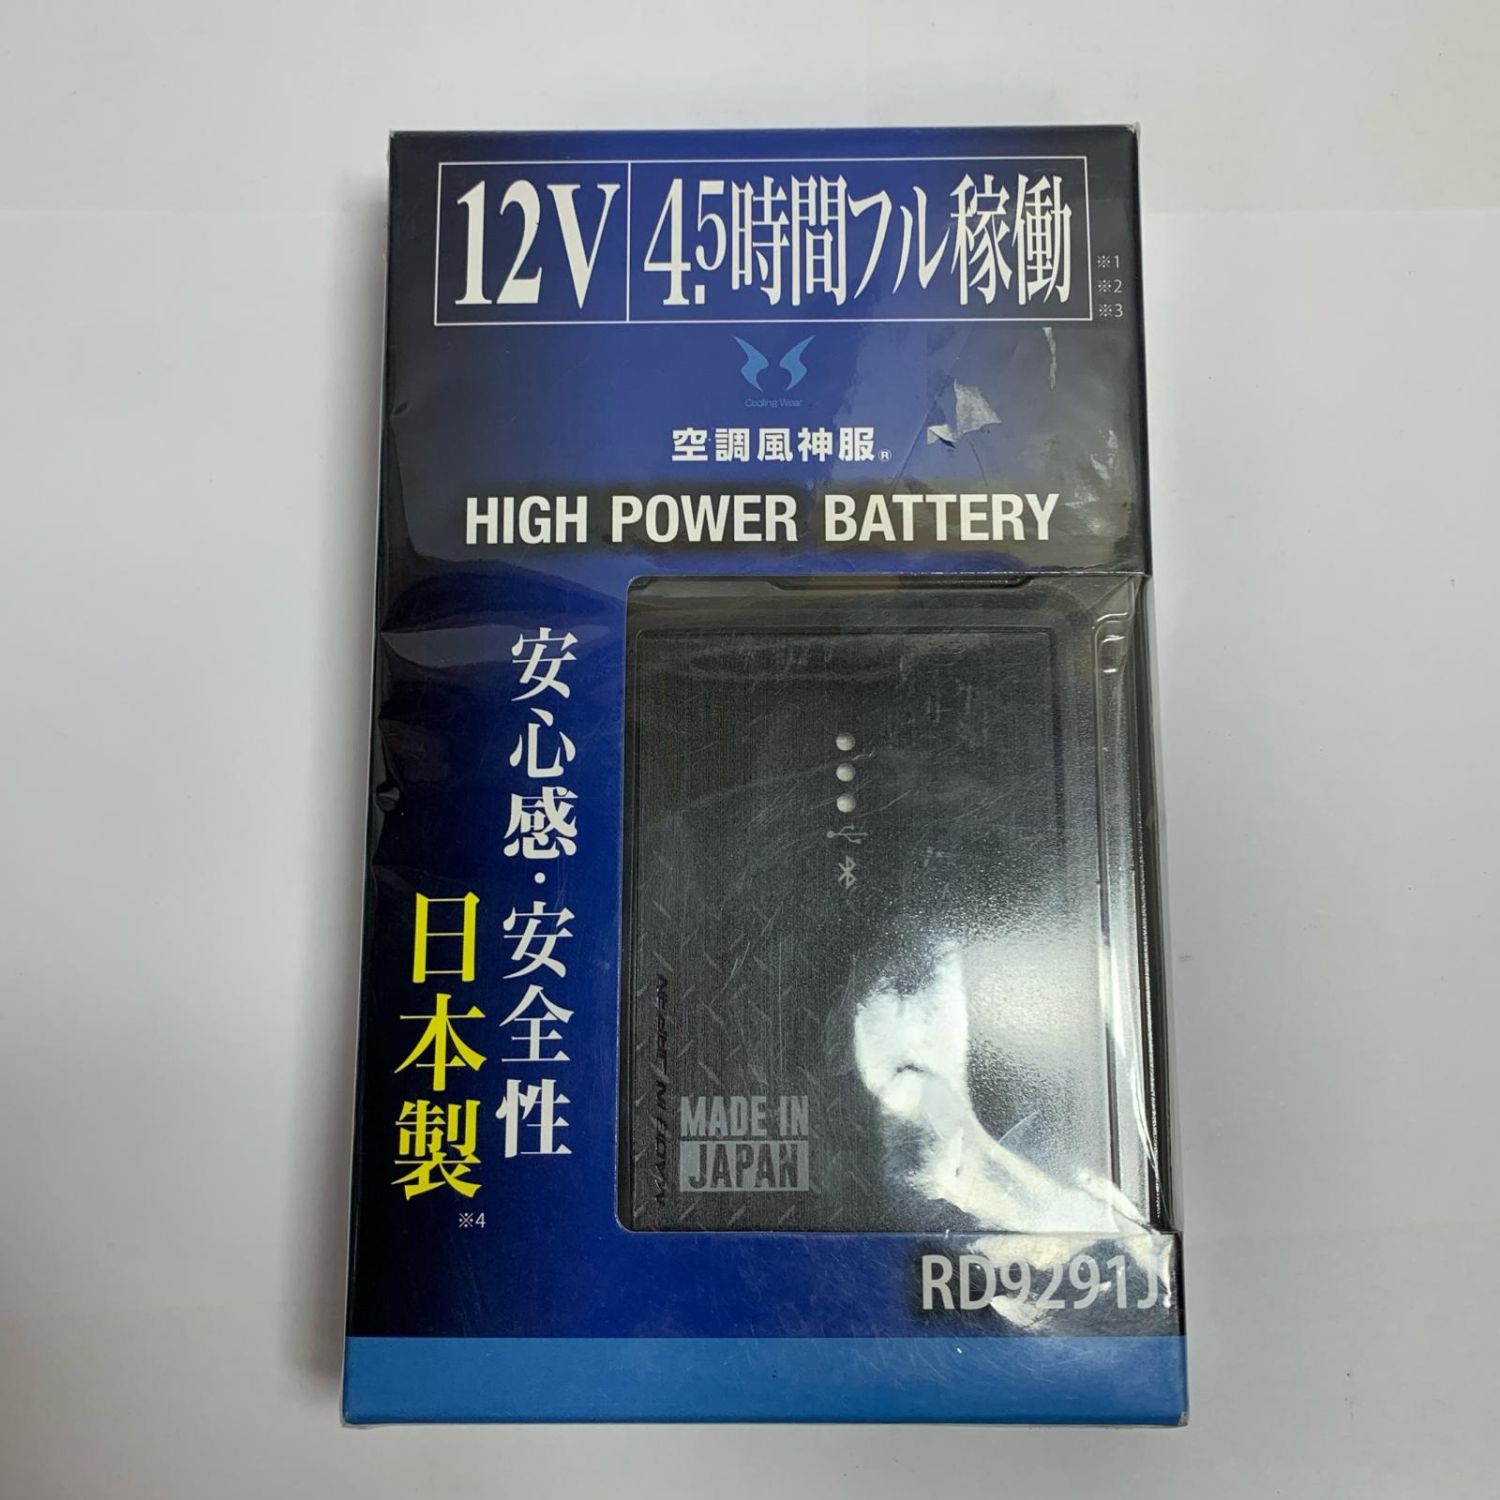 12V 4.5時間フル稼働
※1
※2
※3
Cooling Wear
空調風神服®
HIGH POWER BATTERY
安心感・安全性
日本製
※4
MADE IN
JAPAN
RD9291J